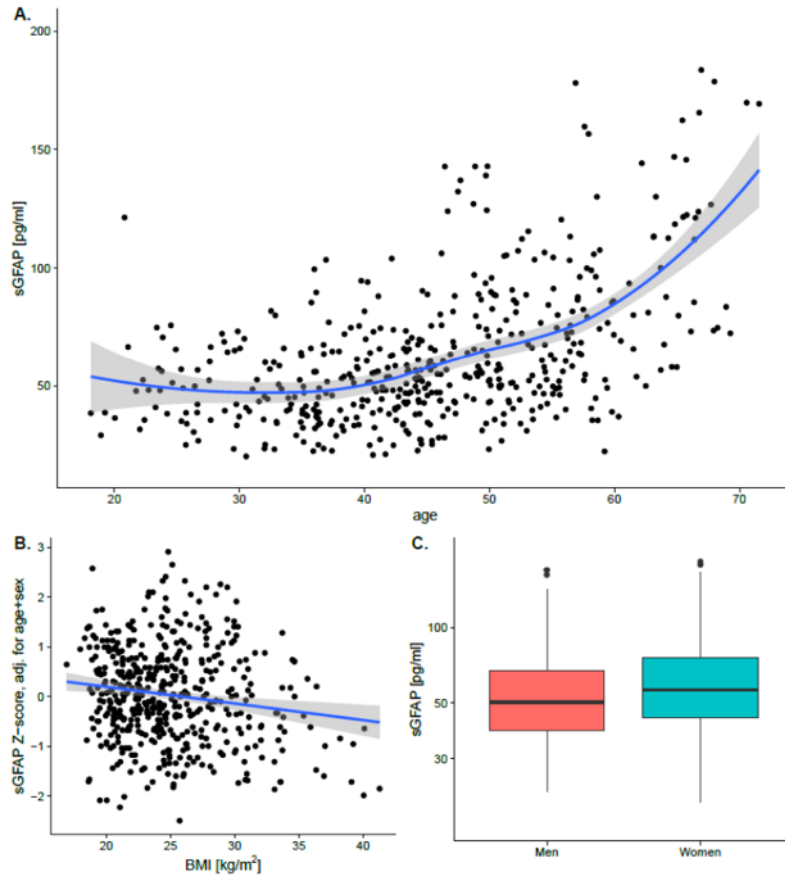 A.
200
150
100
50
sGFAP [pg/ml]
20 30 40 50 60 70
age
B.
3
2
1
0
−1
−2
sGFAP Z−score, adj. for age+sex
20 25 30 35 40
BMI [kg/m²]
C.
100
50
30
sGFAP [pg/ml]
Men Women